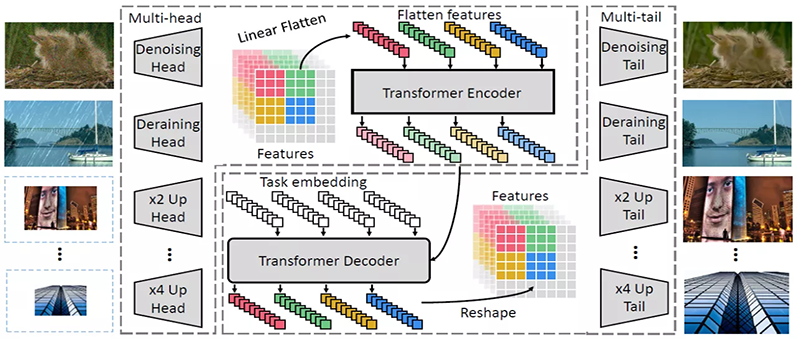 Multi-head
Denoising
Head
Deraining
Head
x2 Up
Head
x4 Up
Head
Linear Flatten
Features
Flatten features
Transformer Encoder
Task embedding
Transformer Decoder
Features
Reshape
Multi-tail
Denoising
Tail
Deraining
Tail
x2 Up
Tail
x4 Up
Tail